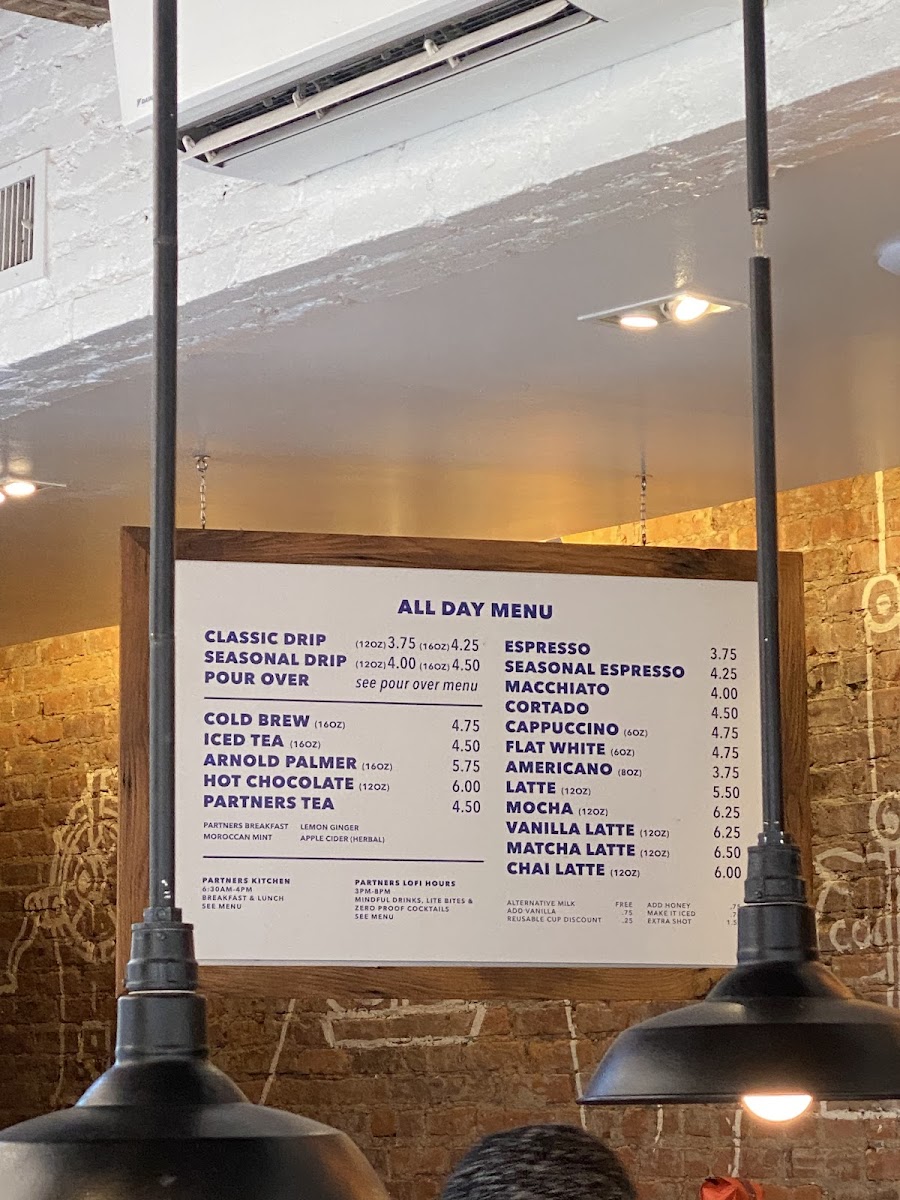 ALL DAY MENU
CLASSIC DRIP (12OZ) 3.75 (16OZ) 4.25
SEASONAL DRIP (12OZ) 4.00 (16OZ) 4.50
POUR OVER see pour over menu
COLD BREW (16OZ) 4.75
ICED TEA (16OZ) 4.50
ARNOLD PALMER (16OZ) 5.75
HOT CHOCOLATE (12OZ) 6.00
PARTNERS TEA 4.50
PARTNERS BREAKFAST LEMON GINGER
MOROCCAN MINT APPLE CIDER (HERBAL)
PARTNERS KITCHEN
6:30AM-4PM
BREAKFAST & LUNCH
SEE MENU
PARTNERS LOFI HOURS
3PM-8PM
MINDFUL DRINKS, LITE BITES &
ZERO PROOF COCKTAILS
SEE MENU
ESPRESSO 3.75
SEASONAL ESPRESSO 4.25
MACCHIATO 4.00
CORTADO 4.50
CAPPUCCINO (6OZ) 4.75
FLAT WHITE (6OZ) 4.75
AMERICANO (8OZ) 3.75
LATTE (12OZ) 5.50
MOCHA (12OZ) 6.25
VANILLA LATTE (12OZ) 6.25
MATCHA LATTE (12OZ) 6.50
CHAI LATTE (12OZ) 6.00
ALTERNATIVE MILK FREE ADD HONEY
ADD VANILLA .75 MAKE IT ICED
REUSABLE CUP DISCOUNT .25 EXTRA SHOT